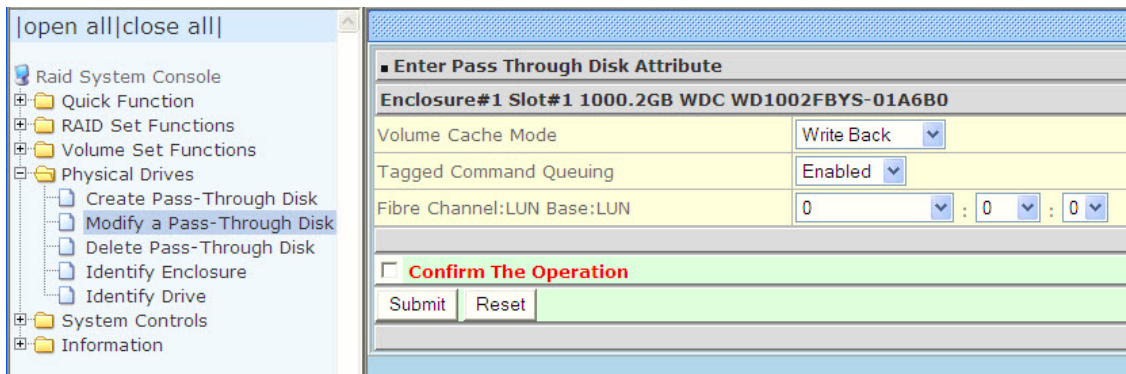 |open all|close all|
Raid System Console
Quick Function
RAID Set Functions
Volume Set Functions
Physical Drives
Create Pass-Through Disk
Modify a Pass-Through Disk
Delete Pass-Through Disk
Identify Enclosure
Identify Drive
System Controls
Information
Enter Pass Through Disk Attribute
Enclosure#1 Slot#1 1000.2GB WDC WD1002FBYS-01A6B0
Volume Cache Mode Write Back
Tagged Command Queuing Enabled
Fibre Channel:LUN Base:LUN 0 : 0 : 0
Confirm The Operation
Submit Reset